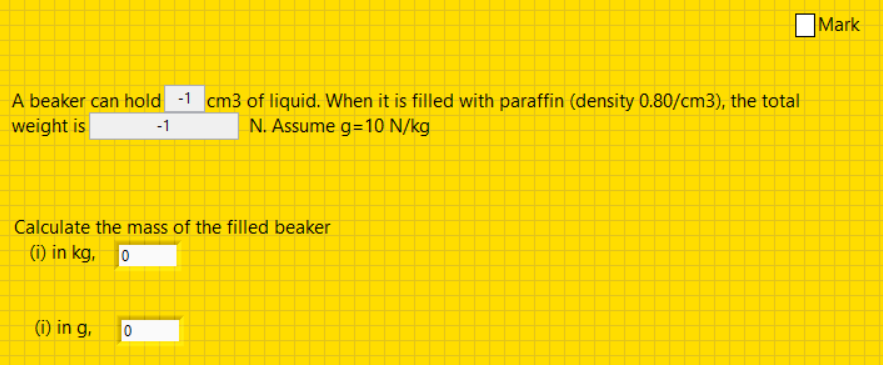 Mark
A beaker can hold -1 cm3 of liquid. When it is filled with paraffin (density 0.80/cm3), the total
weight is -1 N. Assume g=10 N/kg
Calculate the mass of the filled beaker
(i) in kg, 0
(i) in g, 0